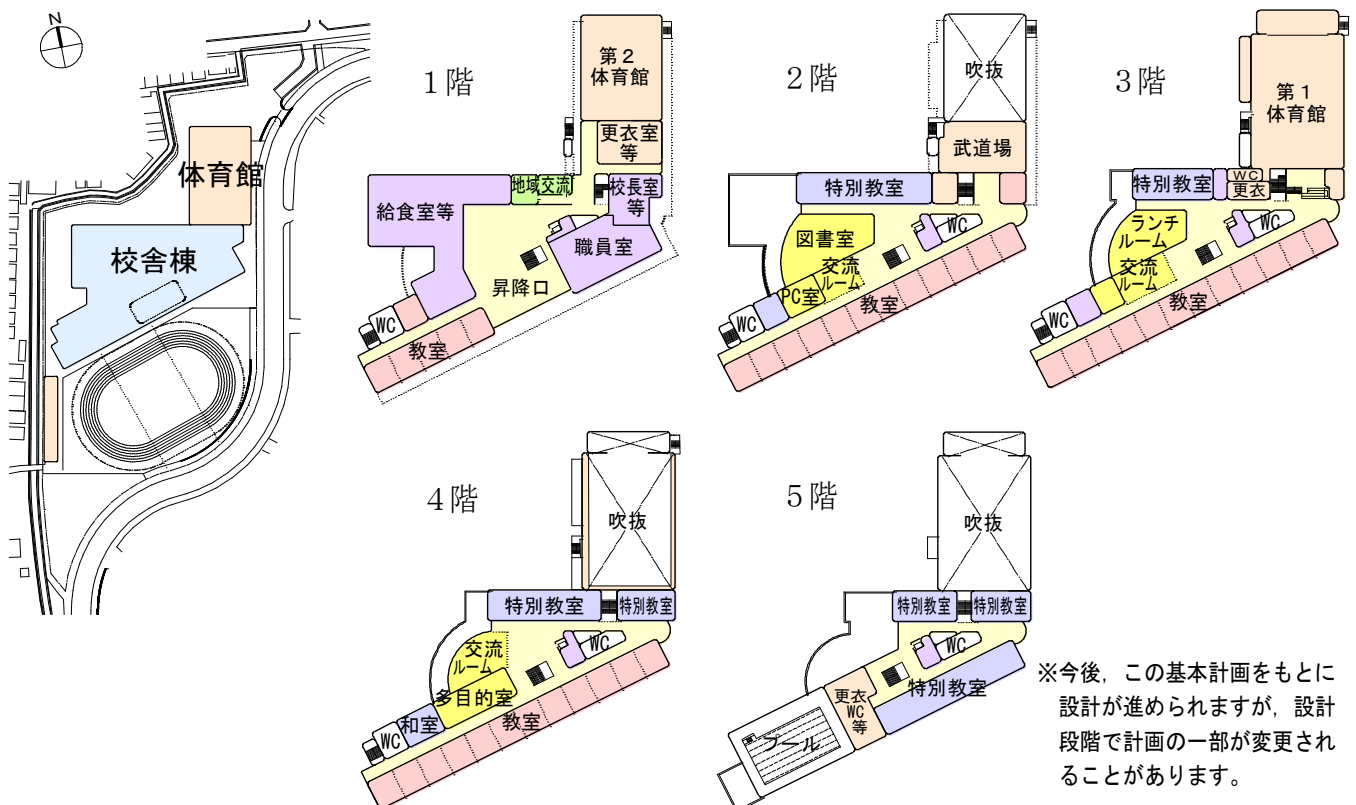 N
体育館
校舎棟
1階
第2
体育館
更衣室
等
地域交流
校長室
等
給食室等
職員室
昇降口
WC
教室
2階
吹抜
武道場
特別教室
WC
図書室
交流
ルーム
PC室
WC
教室
3階
第1
体育館
特別教室
WC
更衣
WC
ランチ
ルーム
交流
ルーム
WC
教室
4階
吹抜
特別教室
特別教室
WC
交流
ルーム
多目的室
和室
WC
教室
5階
吹抜
特別教室
特別教室
WC
更衣
WC
等
特別教室
プール
※今後，この基本計画をもとに
設計が進められますが，設計
段階で計画の一部が変更され
ることがあります。